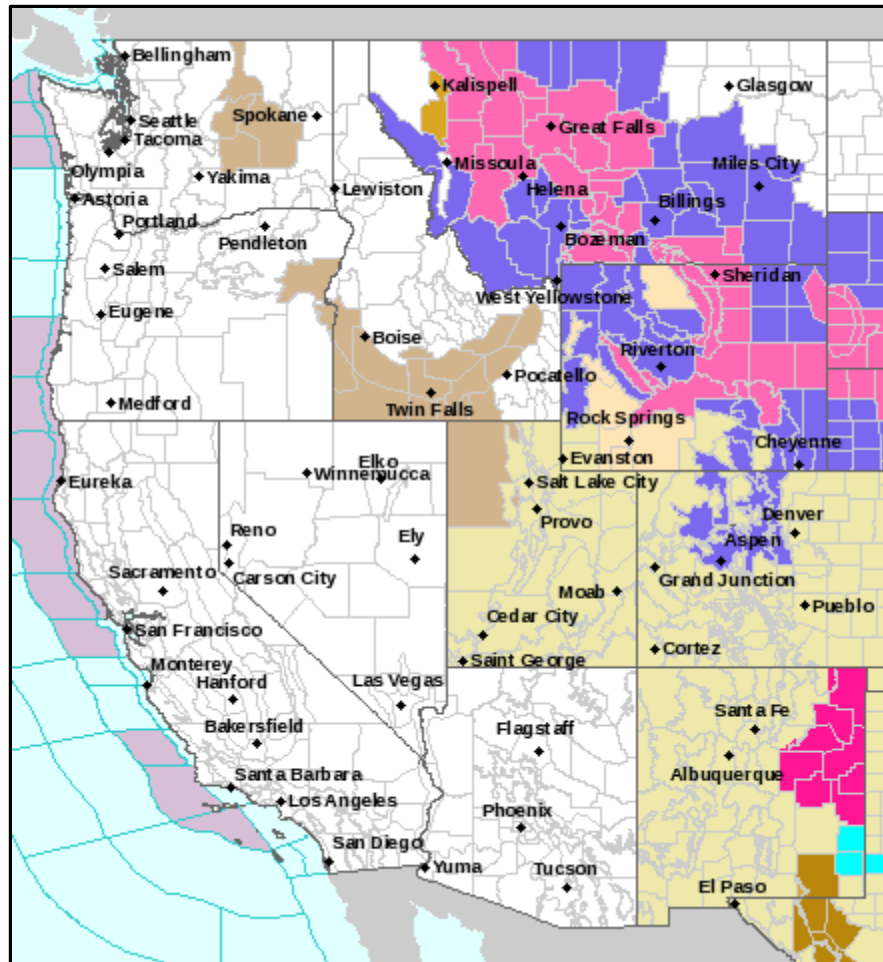 Bellingham
Kalispell
Glasgow
Spokane
Seattle
Great Falls
Tacoma
Olympia
Missoula
Miles City
Yakima
Helena
Lewiston
Astoria
Billings
Portland
Pendleton
Bozeman
Salem
Sheridan
West Yellowstone
Eugene
Boise
Riverton
Pocatello
Medford
Twin Falls
Rock Springs
Cheyenne
Evanston
Elko
Winnemucca
Eureka
Salt Lake City
Provo
Denver
Reno
Ely
Aspen
Carson City
Grand Junction
Sacramento
Moab
Pueblo
Cedar City
San Francisco
Cortez
Saint George
Monterey
Las Vegas
Hanford
Santa Fe
Flagstaff
Bakersfield
Albuquerque
Santa Barbara
Los Angeles
Phoenix
San Diego
Yuma
Tucson
El Paso